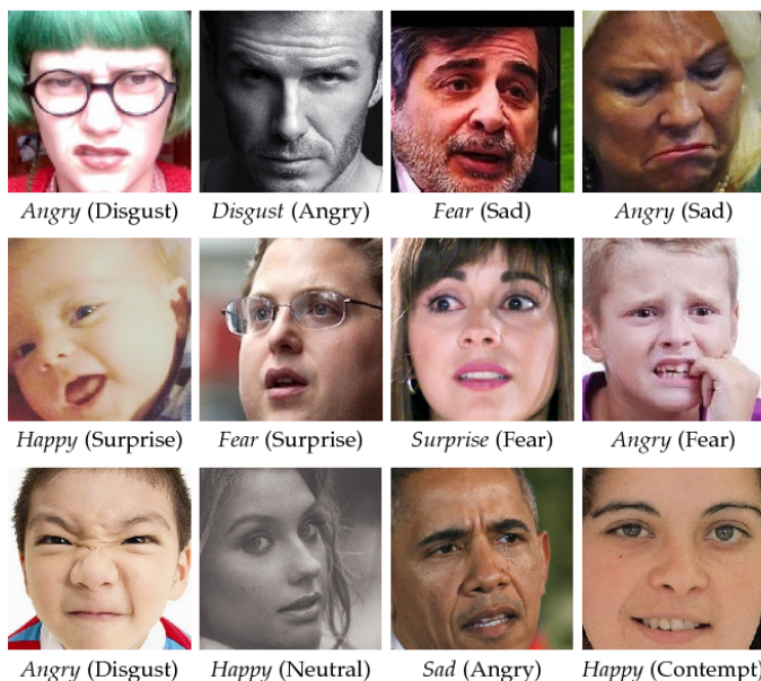 Angry (Disgust) Disgust (Angry) Fear (Sad) Angry (Sad)
Happy (Surprise) Fear (Surprise) Surprise (Fear) Angry (Fear)
Angry (Disgust) Happy (Neutral) Sad (Angry) Happy (Contempt)